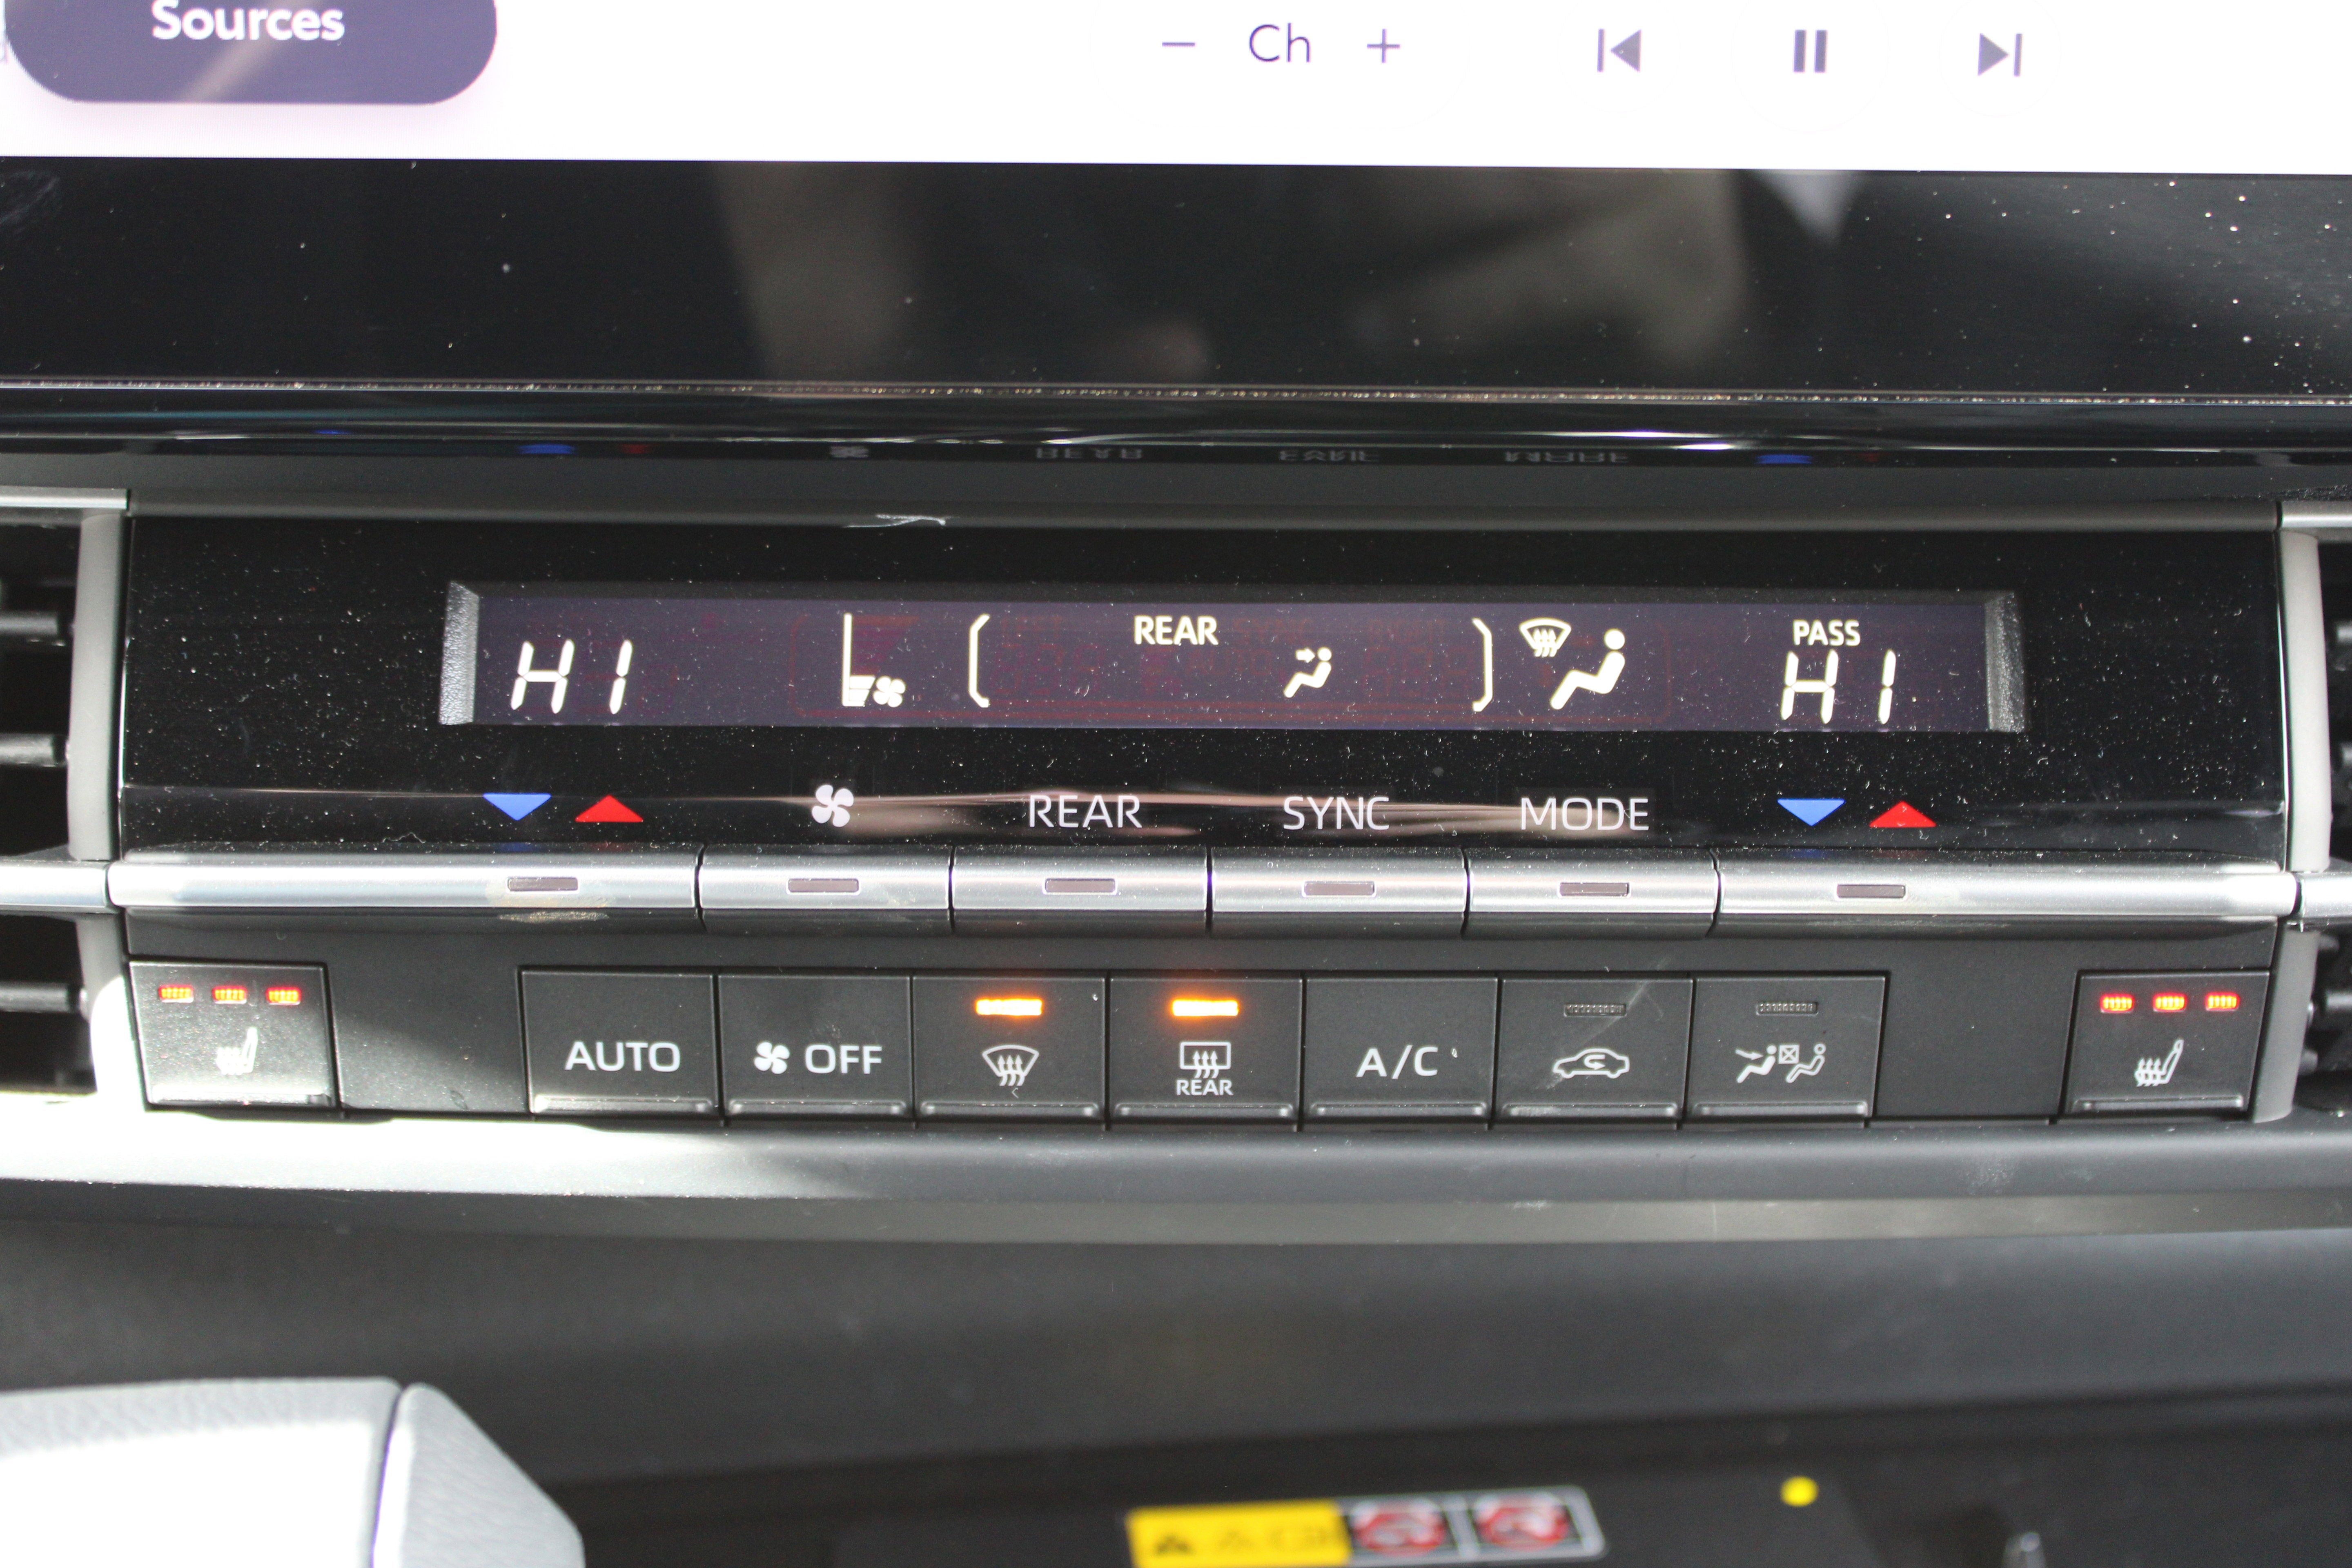 Sources
- Ch +
REAR
PASS
HI
HI
REAR SYNC MODE
AUTO OFF REAR A/C